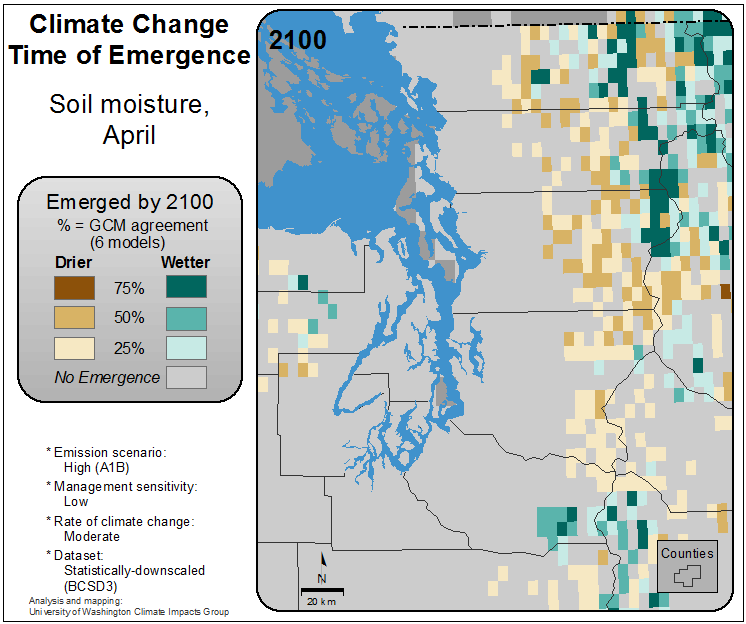 Climate Change
Time of Emergence
Soil moisture,
April
Emerged by 2100
% = GCM agreement
(6 models)
Drier Wetter
75%
50%
25%
No Emergence
* Emission scenario:
High (A1B)
* Management sensitivity:
Low
* Rate of climate change:
Moderate
* Dataset:
Statistically-downscaled
(BCSD3)
Analysis and mapping:
University of Washington Climate Impacts Group
2100
N
20 km
Counties